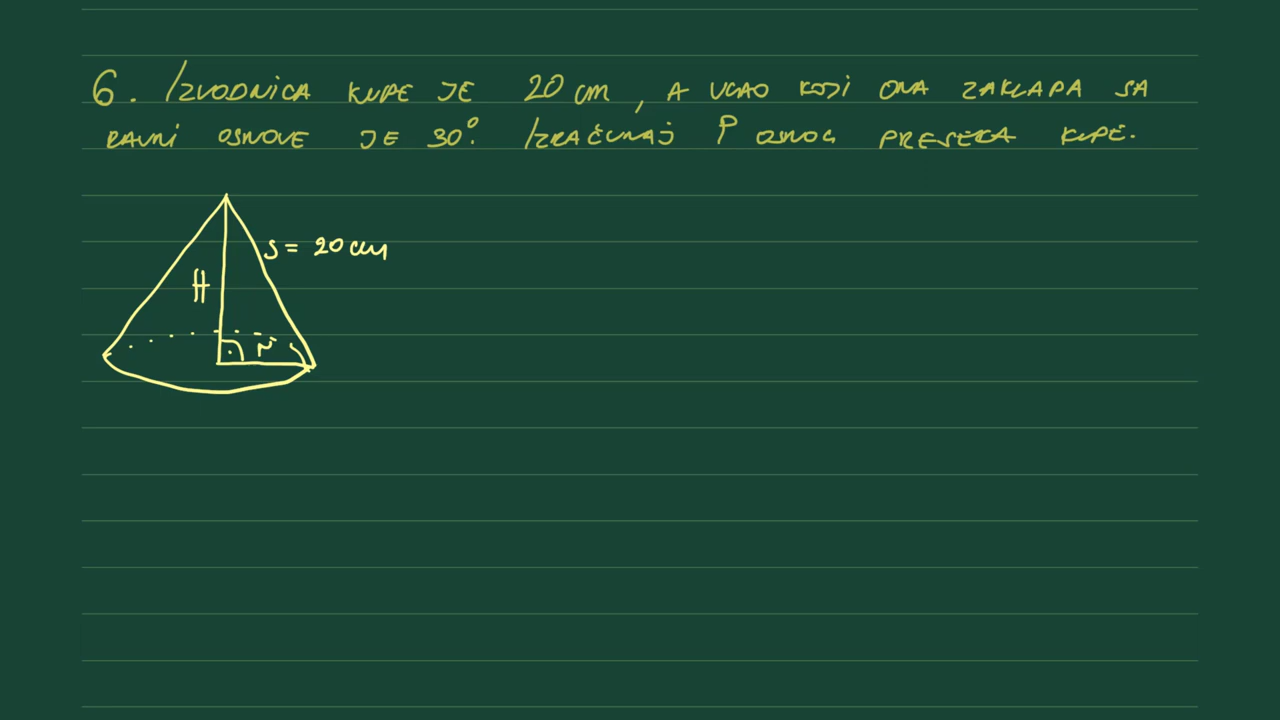 6. IZVODNICA KUPE JE 20 cm, A UGAO KOJI ONA ZAKLAPA SA
RAVNI OSNOVE JE 30°. IZRAČUNAJ P OSNOG PRESEKA KUPE.
s = 20 cm
H
r